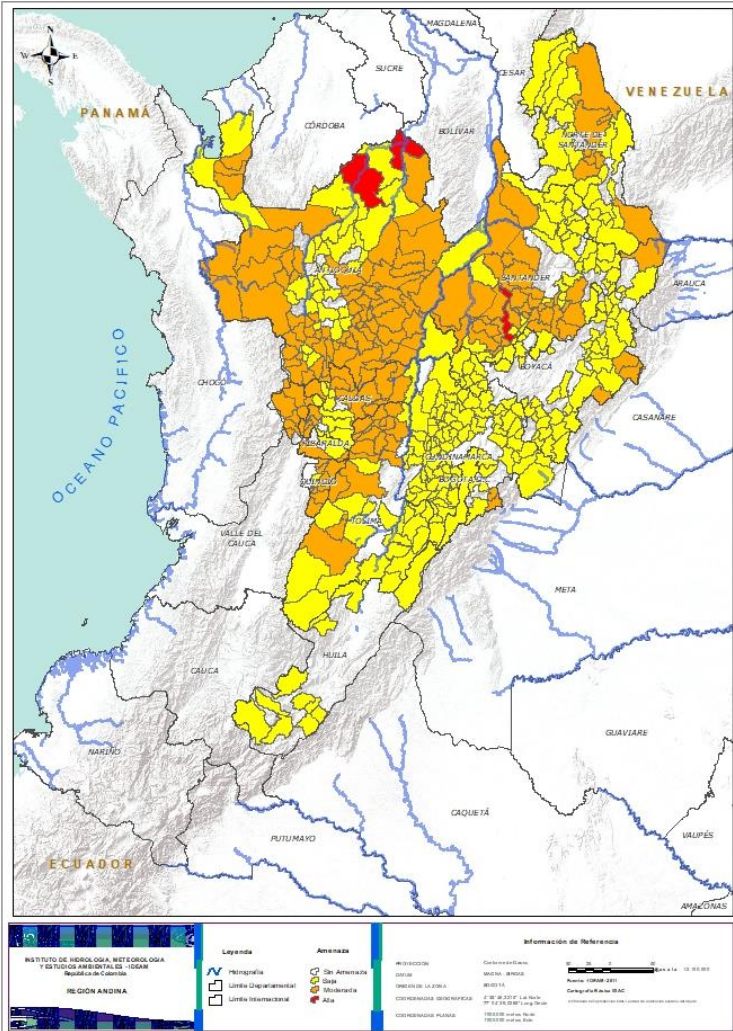 MAGDALENA
N
W E
S
SUCRE
CESAR
VENEZUELA
PANAMÁ
CÓRDOBA
BOLÍVAR
NORTE DE
SANTANDER
ANTIOQUIA
SANTANDER
ARAUCA
OCEANO PACIFICO
CHOCÓ
BOYACÁ
CALDAS
CASANARE
RISARALDA
CUNDINAMARCA
QUINDÍO
TOLIMA
VALLE DEL
CAUCA
META
HUILA
CAUCA
GUAVIARE
NARIÑO
CAQUETÁ
PUTUMAYO
VAUPÉS
ECUADOR
AMAZONAS
INSTITUTO DE HIDROLOGIA, METEOROLOGIA
Y ESTUDIOS AMBIENTALES - IDEAM
República de Colombia
REGIÓN ANDINA
Leyenda
Hidrografía
Límite Departamental
Límite Internacional
Amenaza
Sin Amenaza
Baja
Moderada
Alta
Información de Referencia
PROYECCIÓN
DATUM
ORIGEN DE LA ZONA BOGOTÁ
COORDENADAS GEOGRÁFICAS
COORDENADAS PLANAS